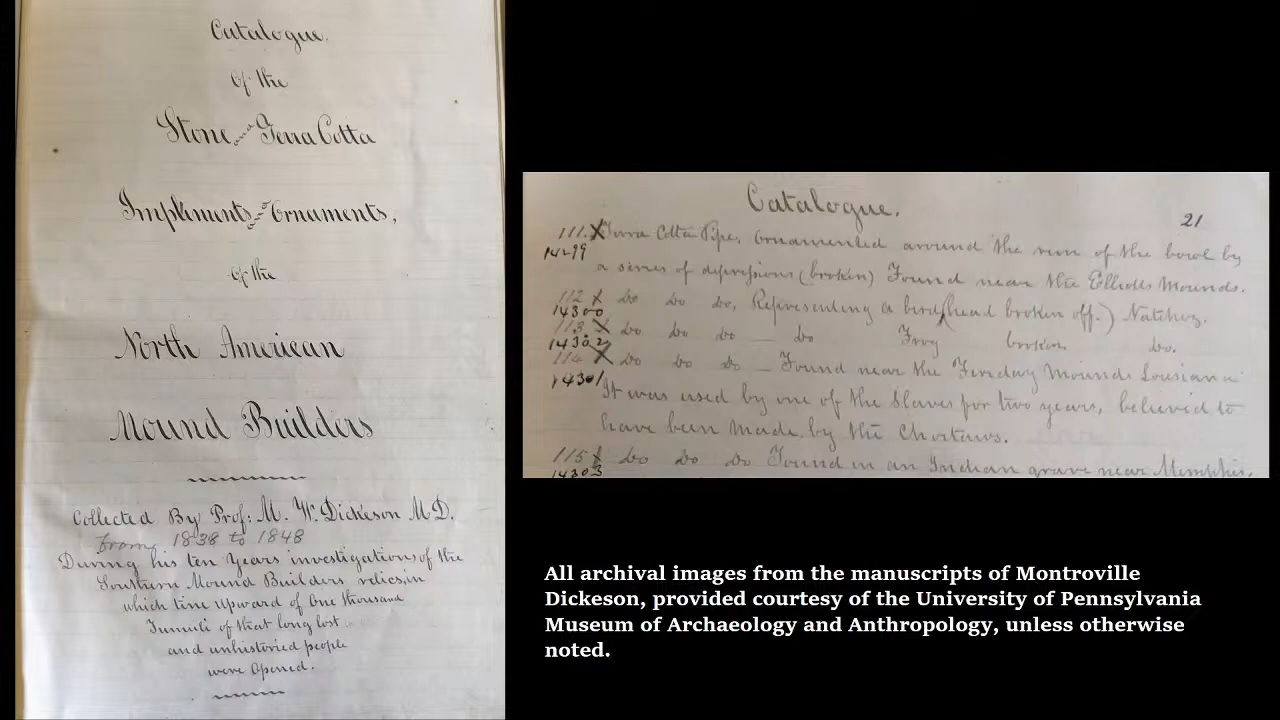 Catalogue.
Of the
Stone and Terra Cotta
Implements or Ornaments,
Of the
North American
Mound Builders
Collected By Prof: M. W. Dickeson M.D.
from 1838 to 1848
During his ten Years investigations of the
Southern Mound Builders relics, in
which time upward of One thousand
Tumuli of that long lost
and unhistoried people
were Opened.
Catalogue.
21
111. X Terra Cotta Pipe, Ornamented around the rim of the bowl by
14299
a series of depressions (broken) Found near the Elliotts Mounds.
112 X Do Do Do, Representing a bird (head broken off.) Natchez.
14300
113 X Do Do Do _ Do Frog broken Do.
14302
114 X Do Do Do _ Found near the Feriday Mounds Lousiana
14301
It was used by one of the Slaves for two years, believed to
have been made by the Choctaws.
115 X Do Do Do Found in an Indian grave near Memphis,
14303
All archival images from the manuscripts of Montroville
Dickeson, provided courtesy of the University of Pennsylvania
Museum of Archaeology and Anthropology, unless otherwise
noted.